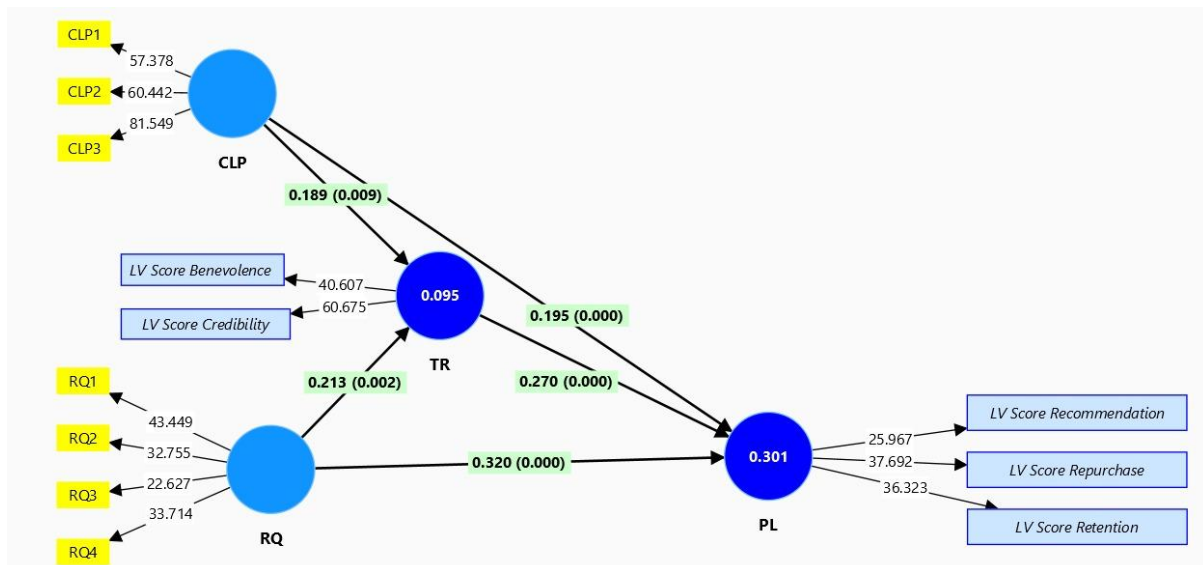 CLP1
57.378
CLP2
60.442
CLP3
81.549
CLP
0.189 (0.009)
LV Score Benevolence
40.607
0.095
LV Score Credibility
60.675
0.195 (0.000)
TR
0.213 (0.002)
0.270 (0.000)
RQ1
43.449
RQ2
32.755
RQ3
22.627
RQ4
33.714
RQ
0.320 (0.000)
0.301
PL
LV Score Recommendation
25.967
LV Score Repurchase
37.692
LV Score Retention
36.323